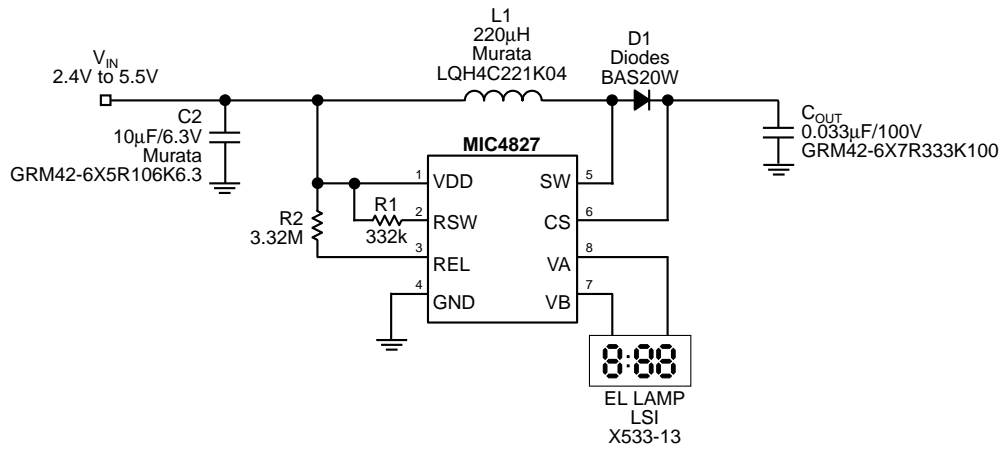 L1
220µH
Murata
LQH4C221K04
D1
Diodes
BAS20W
VIN
2.4V to 5.5V
C2
10µF/6.3V
Murata
GRM42-6X5R106K6.3
COUT
0.033µF/100V
GRM42-6X7R333K100
MIC4827
1
VDD
SW
5
R1
332k
2
RSW
CS
6
R2
3.32M
3
REL
VA
8
4
GND
VB
7
8:88
EL LAMP
LSI
X533-13